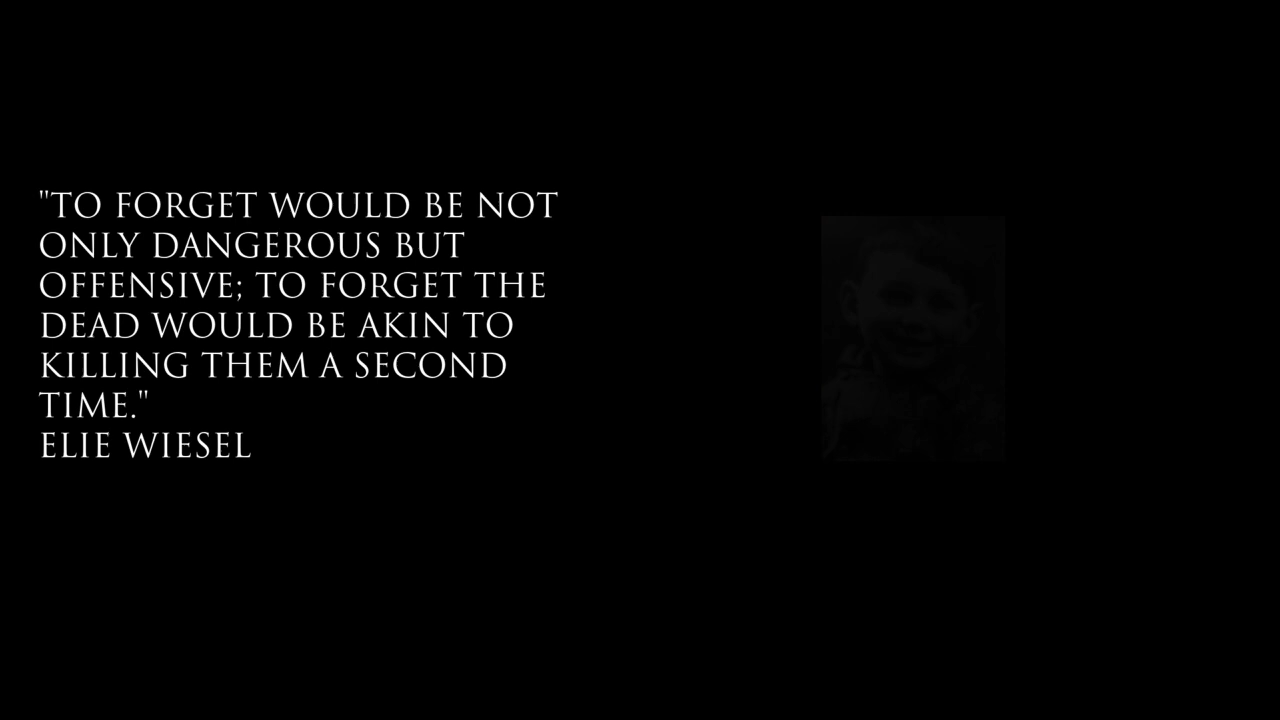 "TO FORGET WOULD BE NOT
ONLY DANGEROUS BUT
OFFENSIVE; TO FORGET THE
DEAD WOULD BE AKIN TO
KILLING THEM A SECOND
TIME."
ELIE WIESEL